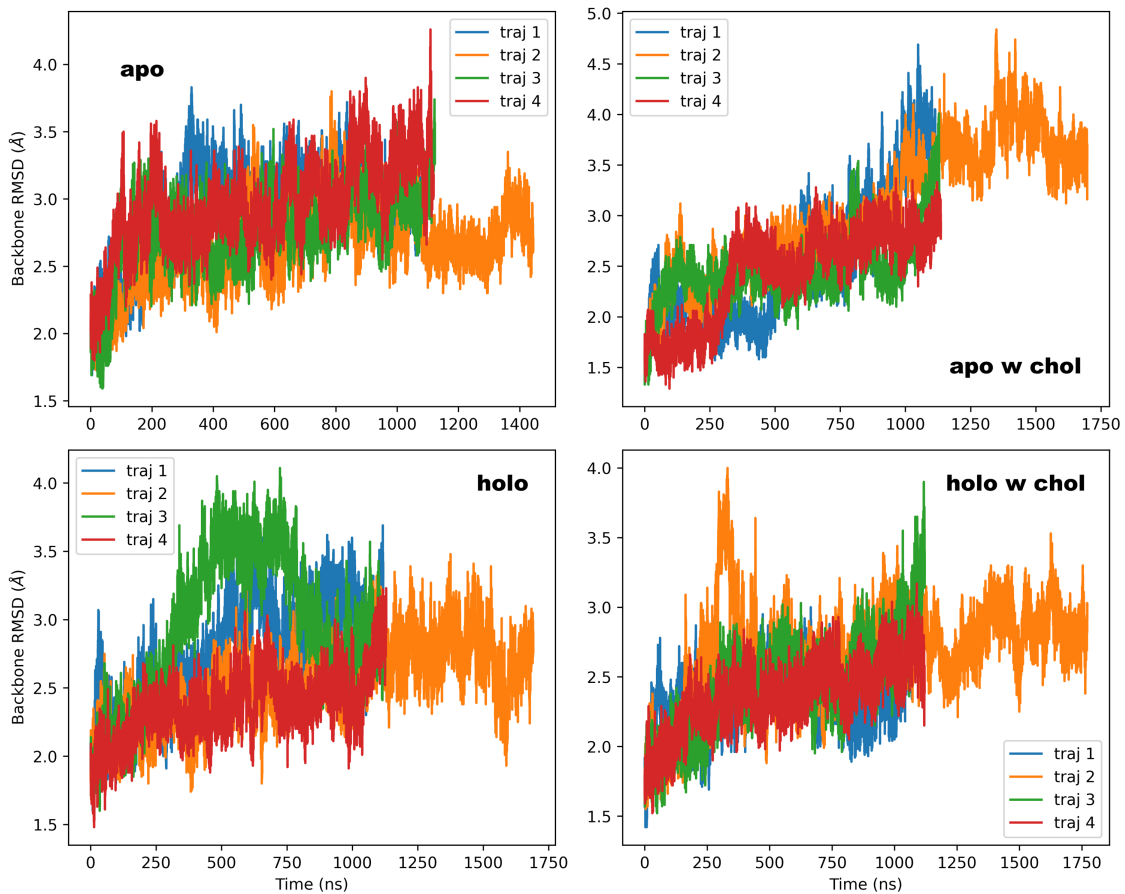 apo
traj 1
traj 2
traj 3
traj 4
Backbone RMSD (Å)
4.0
3.5
3.0
2.5
2.0
1.5
0 200 400 600 800 1000 1200 1400
traj 1
traj 2
traj 3
traj 4
apo w chol
5.0
4.5
4.0
3.5
3.0
2.5
2.0
1.5
0 250 500 750 1000 1250 1500 1750
traj 1
traj 2
traj 3
traj 4
holo
Backbone RMSD (Å)
4.0
3.5
3.0
2.5
2.0
1.5
0 250 500 750 1000 1250 1500 1750
Time (ns)
holo w chol
4.0
3.5
3.0
2.5
2.0
1.5
traj 1
traj 2
traj 3
traj 4
0 250 500 750 1000 1250 1500 1750
Time (ns)